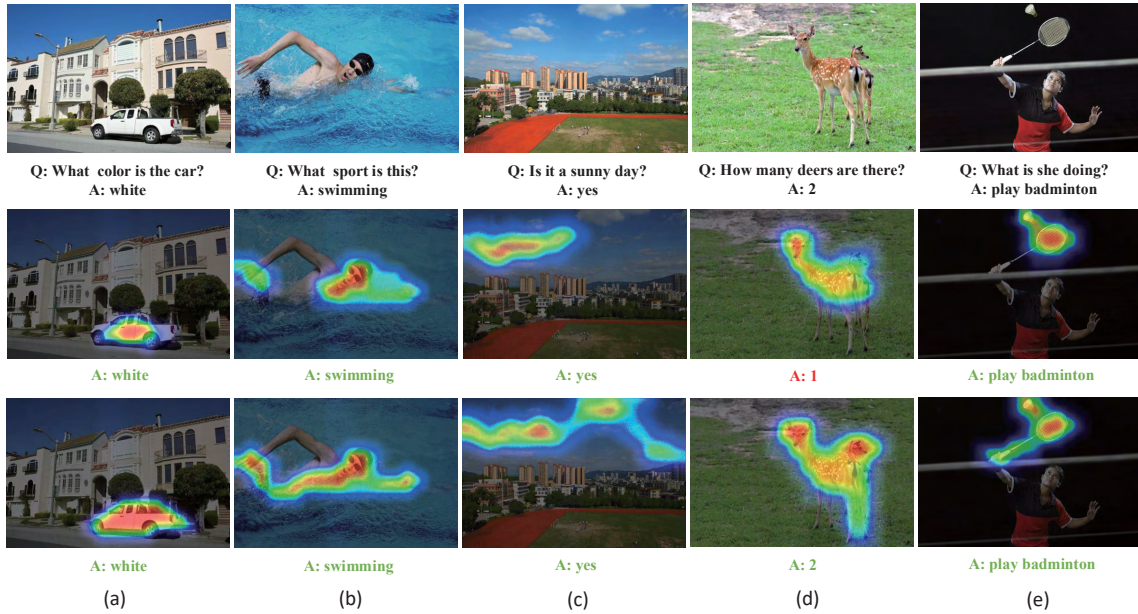 Q: What color is the car?
A: white
Q: What sport is this?
A: swimming
Q: Is it a sunny day?
A: yes
Q: How many deers are there?
A: 2
Q: What is she doing?
A: play badminton
A: white
A: swimming
A: yes
A: 1
A: play badminton
A: white
A: swimming
A: yes
A: 2
A: play badminton
(a)
(b)
(c)
(d)
(e)